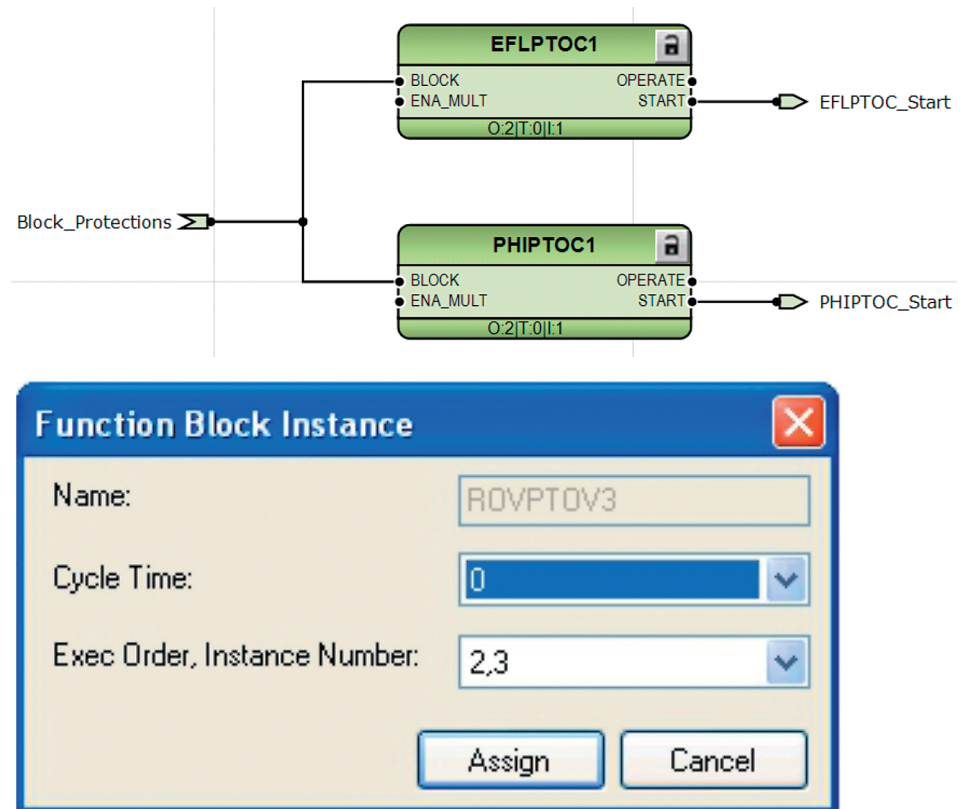 EFLPTOC1
BLOCK OPERATE
ENA_MULT START
EFLPTOC_Start
O:2|T:0|I:1
Block_Protections
PHIPTOC1
BLOCK OPERATE
ENA_MULT START
PHIPTOC_Start
O:2|T:0|I:1
Function Block Instance
Name: ROVPTOV3
Cycle Time: 0
Exec Order, Instance Number: 2,3
Assign Cancel